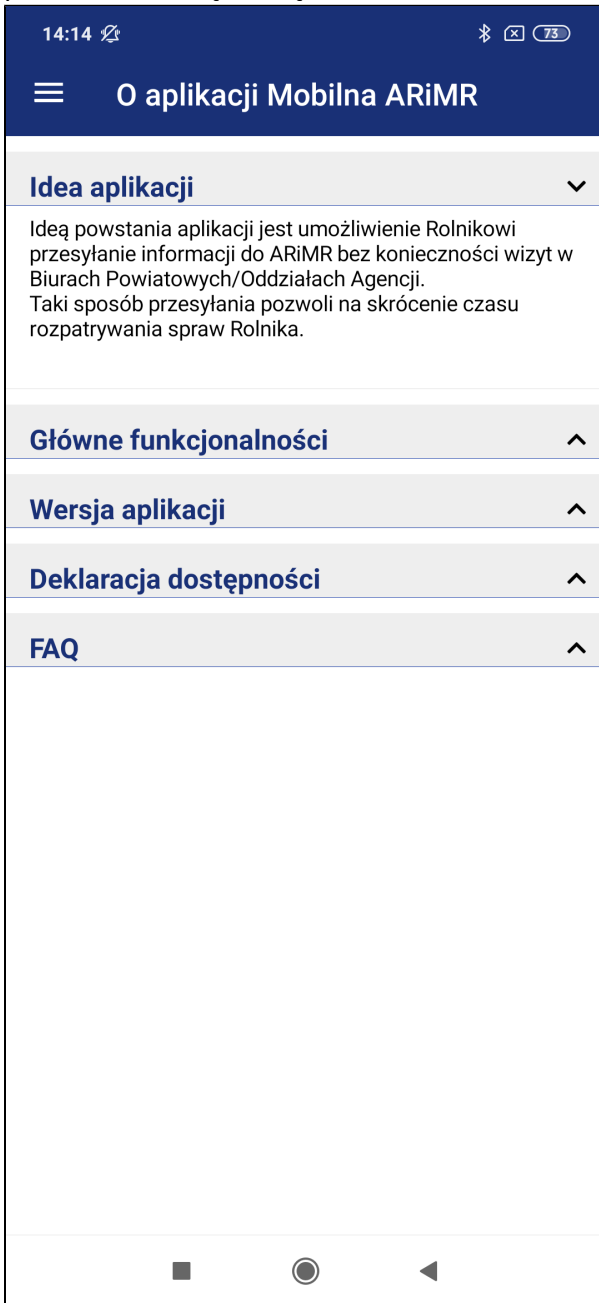 14:14
73
O aplikacji Mobilna ARiMR
Idea aplikacji
Ideą powstania aplikacji jest umożliwienie Rolnikowi
przesyłanie informacji do ARiMR bez konieczności wizyt w
Biurach Powiatowych/Oddziałach Agencji.
Taki sposób przesyłania pozwoli na skrócenie czasu
rozpatrywania spraw Rolnika.
Główne funkcjonalności
Wersja aplikacji
Deklaracja dostępności
FAQ